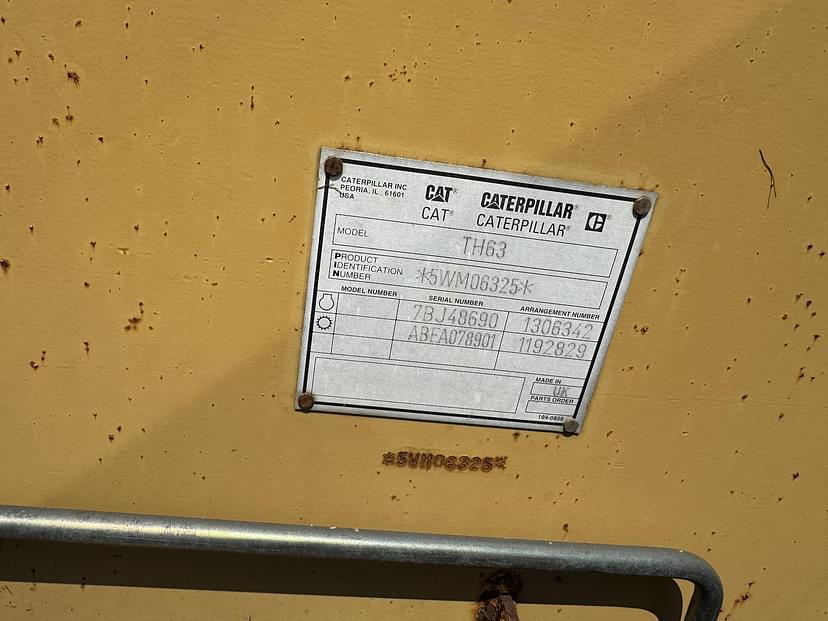 CATERPILLAR INC
PEORIA, IL. 61601
USA
CAT® CATERPILLAR®
CAT® CATERPILLAR®
MODEL TH63
PRODUCT
IDENTIFICATION
NUMBER *5WM06325*
MODEL NUMBER SERIAL NUMBER ARRANGEMENT NUMBER
7BJ48690 1306342
ABFA078901 1192829
MADE IN
UK
PARTS ORDER
194-0858
*5WM06325*